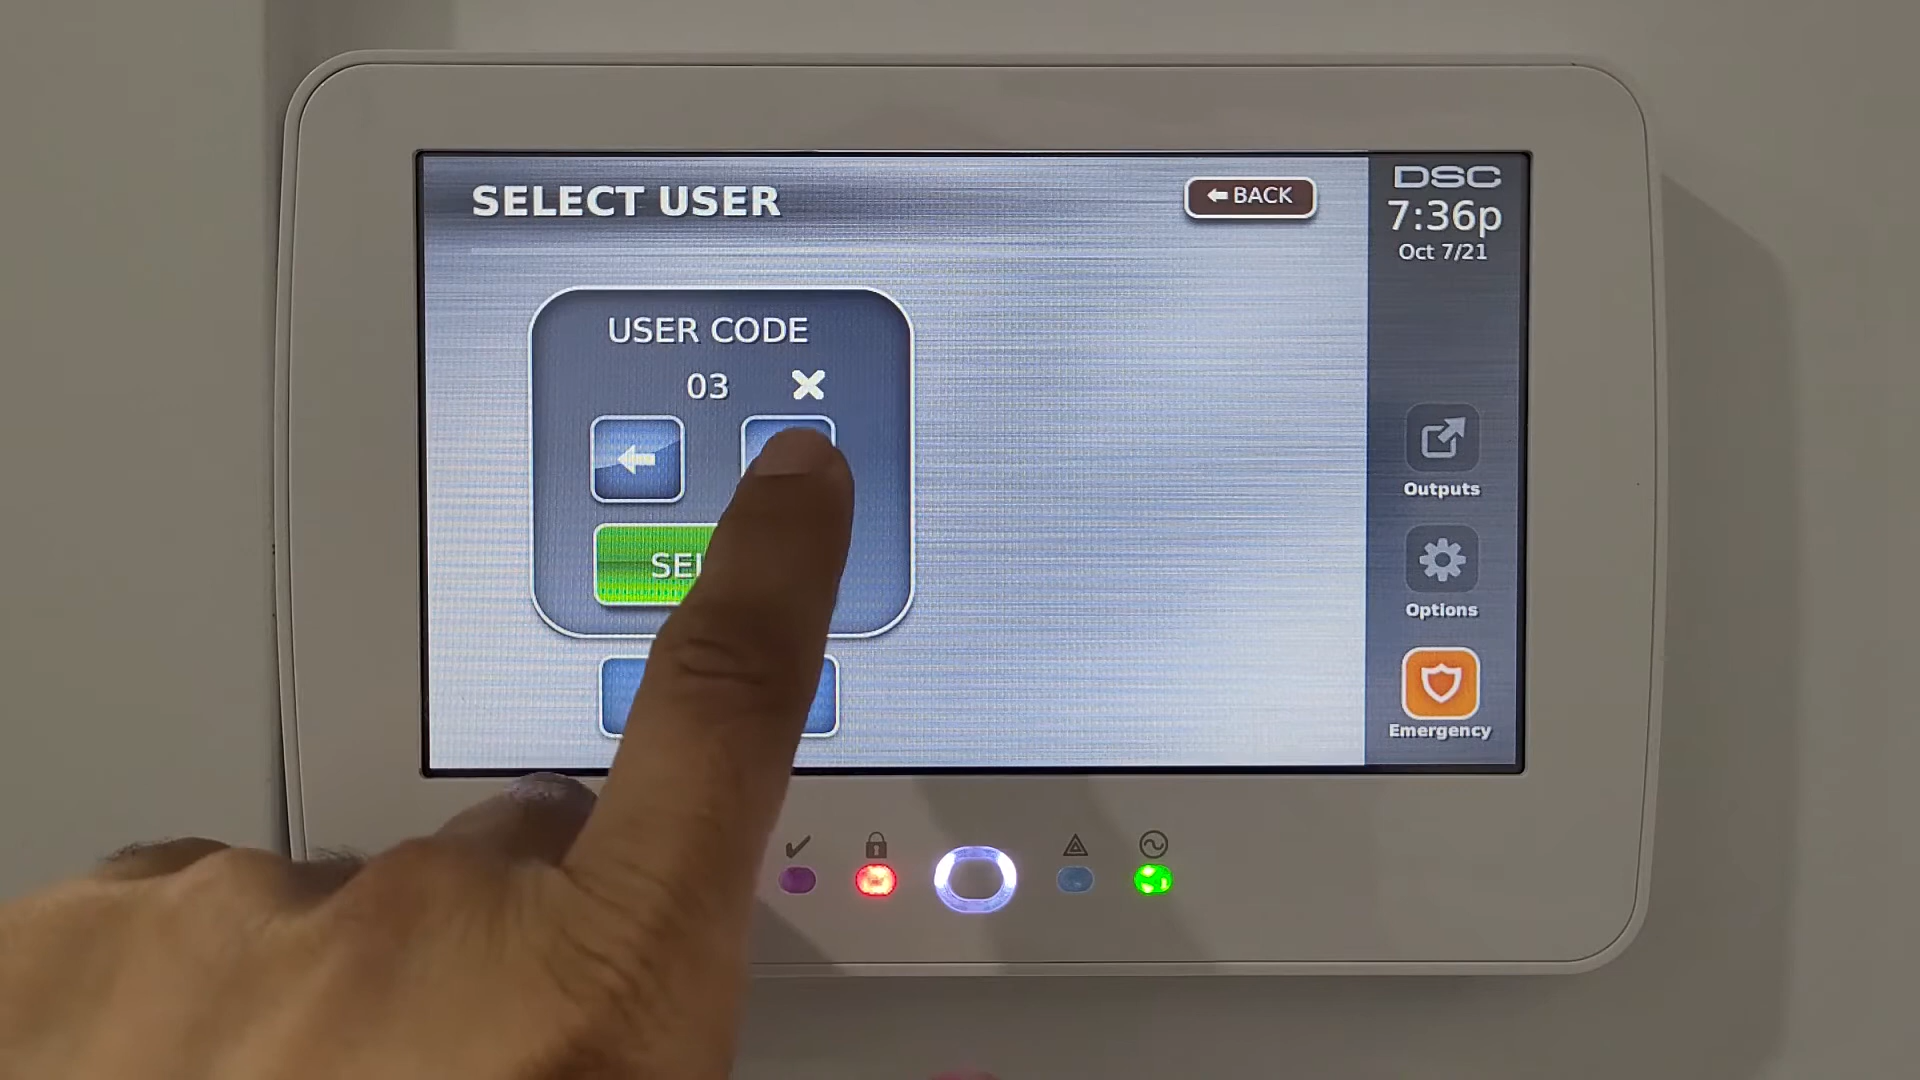 SELECT USER
BACK
DSC
7:36p
Oct 7/21
USER CODE
03
Outputs
Options
Emergency